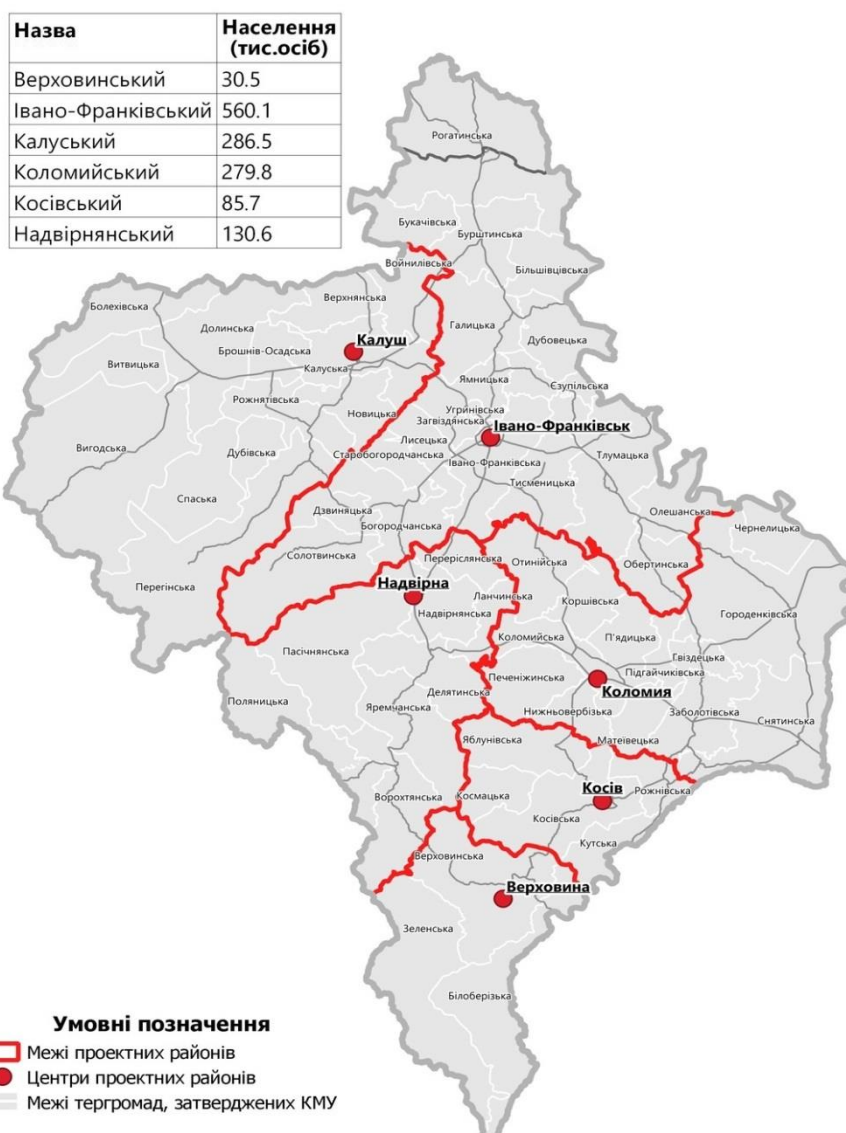 Назва Населення (тис.осіб)
Верховинський 30.5
Івано-Франківський 560.1
Калуський 286.5
Коломийський 279.8
Косівський 85.7
Надвірнянський 130.6
Рогатинська
Букачівська
Бурштинська
Войнилівська
Більшівцівська
Верхнянська
Болехівська
Долинська
Галицька
Калуш
Брошнів-Осадська
Дубовецька
Витвицька
Калуська
Ямницька
Єзупільська
Рожнятівська
Новицька
Угринівська
Загвіздянська
Івано-Франківськ
Вигодська
Дубівська
Лисецька
Старобогородчанська
Івано-Франківська
Тлумацька
Тисменицька
Спаська
Дзвиняцька
Олешанська
Богородчанська
Чернелицька
Солотвинська
Переріслянська
Отинійська
Обертинська
Перегінська
Надвірна
Ланчинська
Коршівська
Надвірнянська
Городенківська
Коломийська
П'ядицька
Пасічнянська
Гвіздецька
Печеніжинська
Підгайчиківська
Коломия
Поляницька
Делятинська
Яремчанська
Нижньовербізька
Заболотівська
Снятинська
Яблунівська
Матеївецька
Косів
Рожнівська
Ворохтянська
Космацька
Косівська
Кутська
Верховинська
Верховина
Зеленська
Білоберізька
Умовні позначення
Межі проектних районів
Центри проектних районів
Межі тергромад, затверджених КМУ